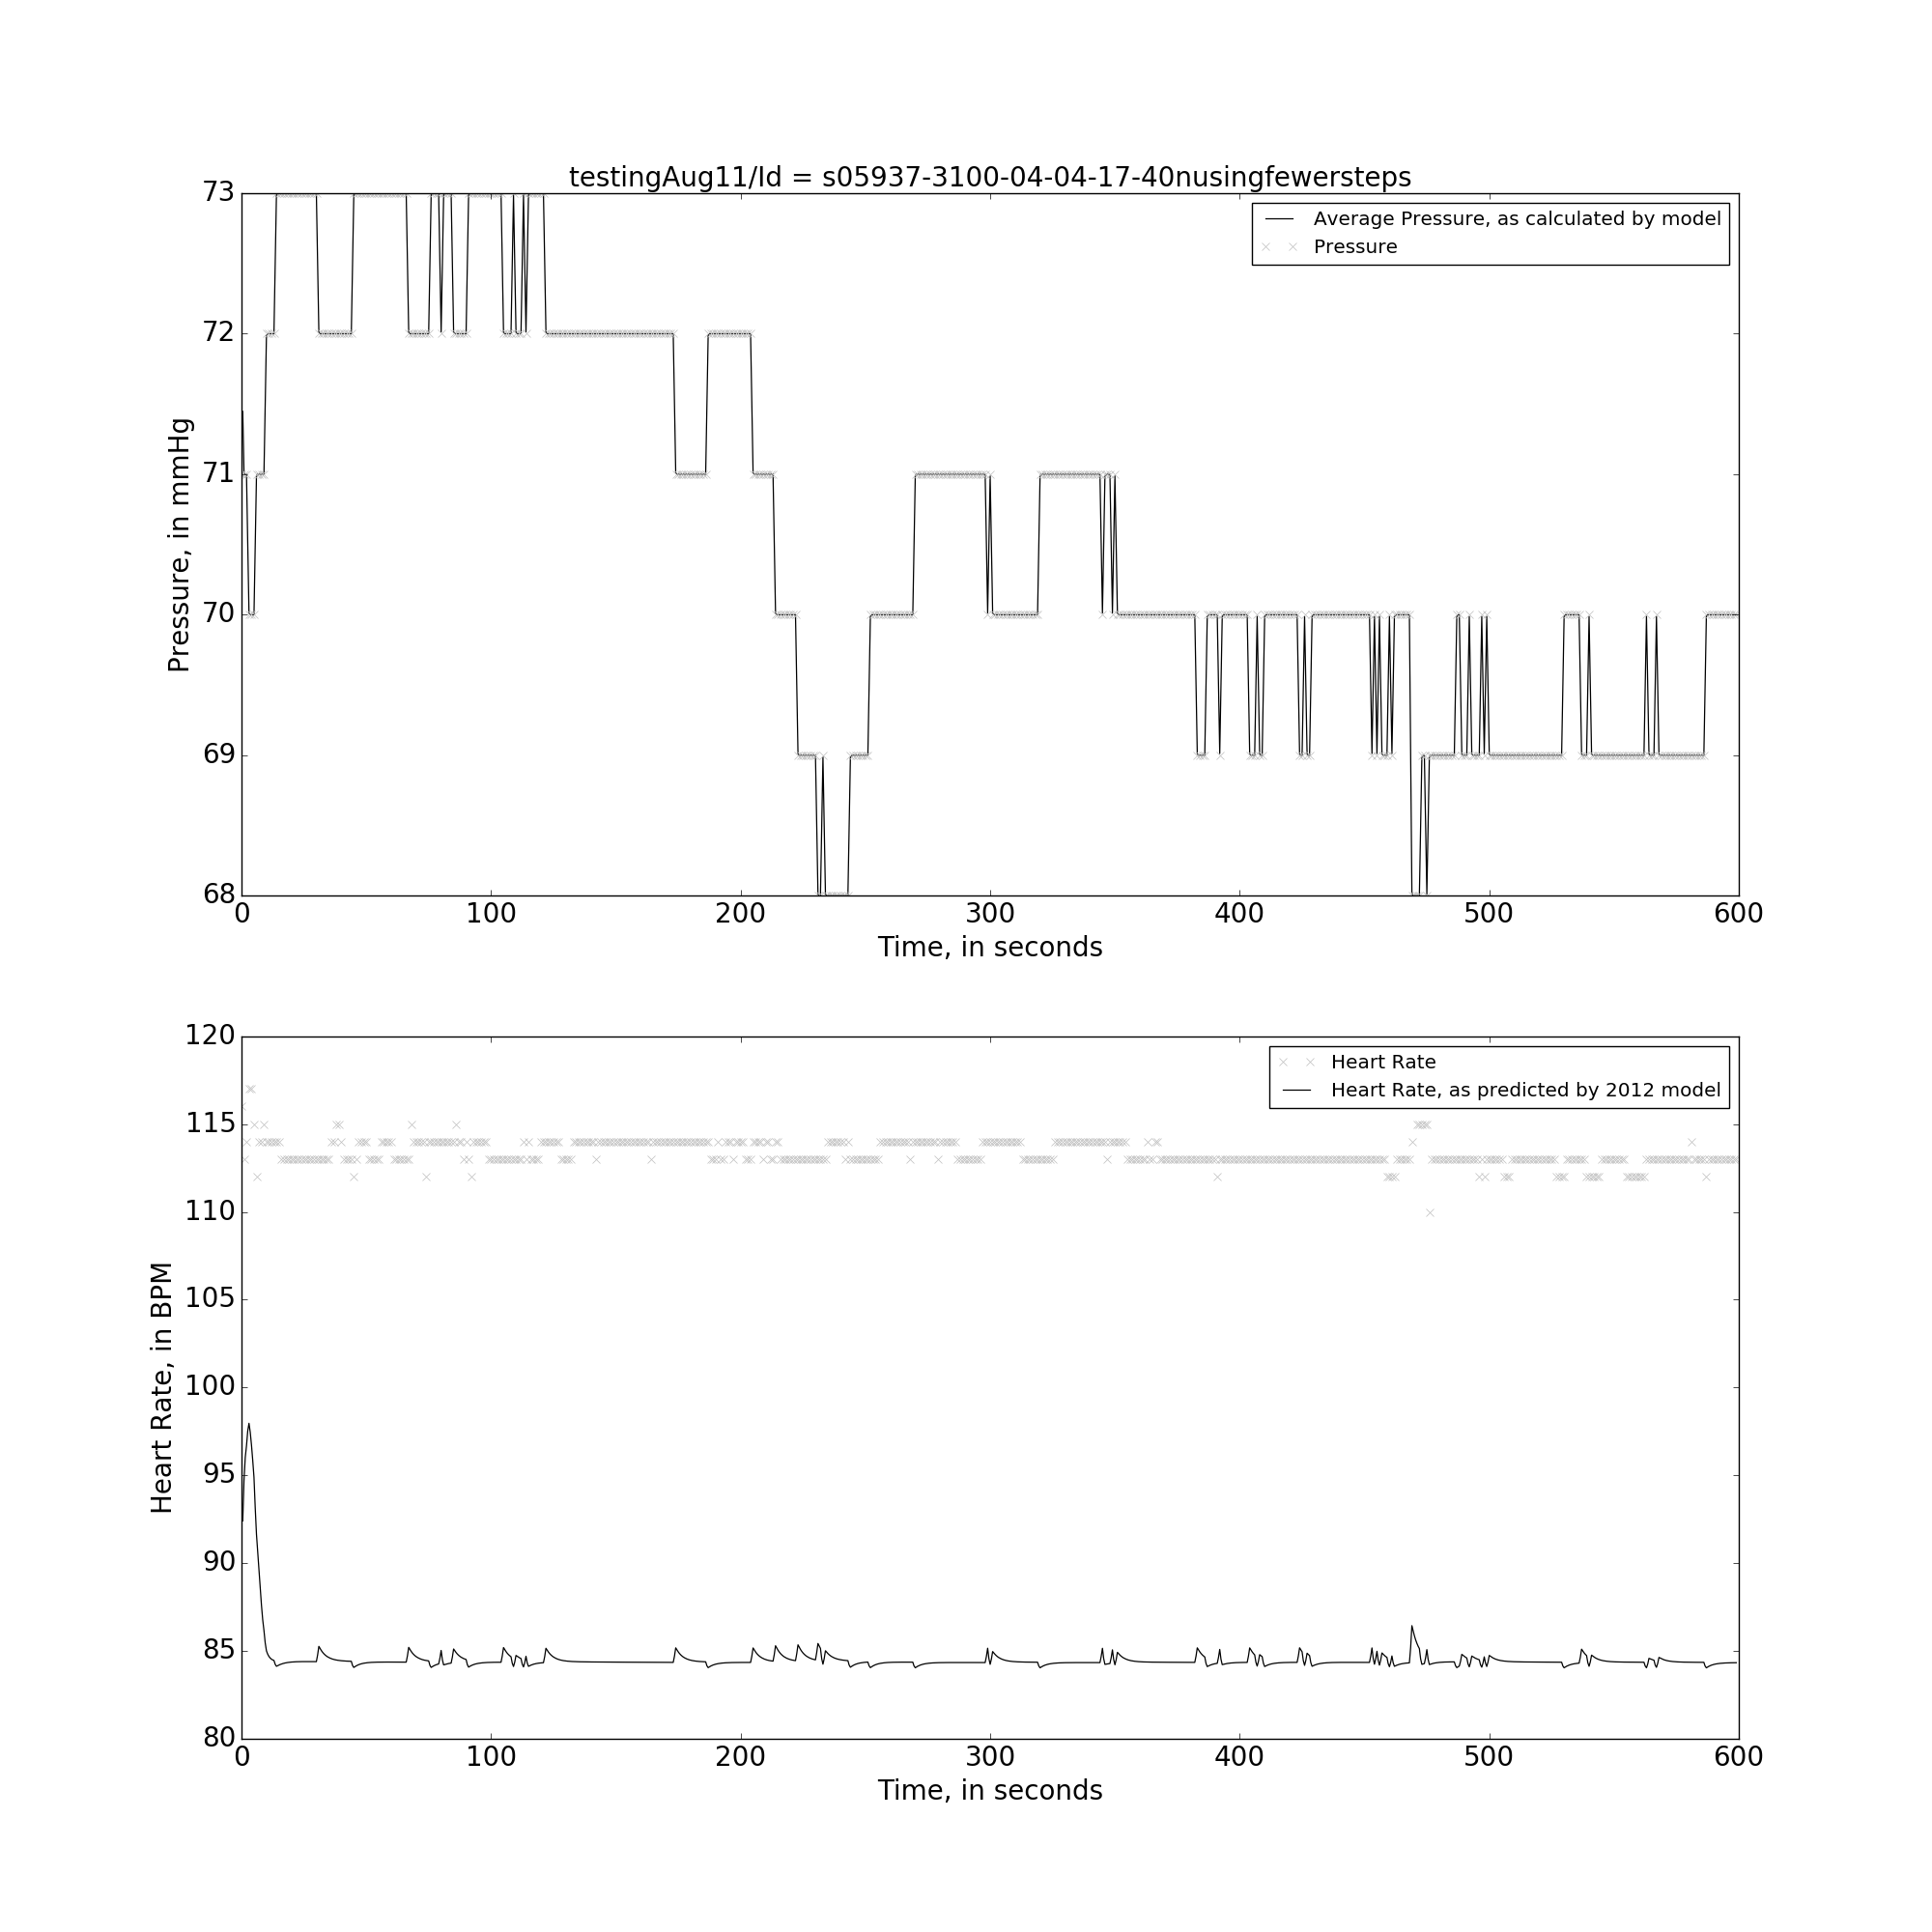 testingAug11/Id = s05937-3100-04-04-17-40nusingfewersteps
73
72
71
70
69
68
Pressure, in mmHg
Average Pressure, as calculated by model
Pressure
0 100 200 300 400 500 600
Time, in seconds
120
115
110
105
100
95
90
85
80
Heart Rate, in BPM
Heart Rate
Heart Rate, as predicted by 2012 model
0 100 200 300 400 500 600
Time, in seconds